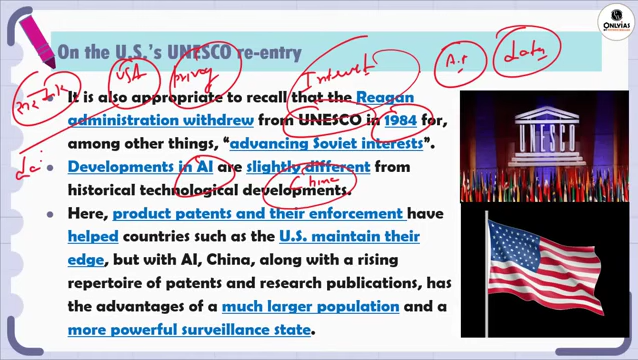 ONLYIAS
On the U.S.'s UNESCO re-entry
USA
Internet
A.I
data
It is also appropriate to recall that the Reagan
administration withdrew from UNESCO in 1984 for,
among other things, "advancing Soviet interests".
Developments in AI are slightly different from
historical technological developments.
China
Here, product patents and their enforcement have
helped countries such as the U.S. maintain their
edge, but with AI, China, along with a rising
repertoire of patents and research publications, has
the advantages of a much larger population and a
more powerful surveillance state.
UNESCO